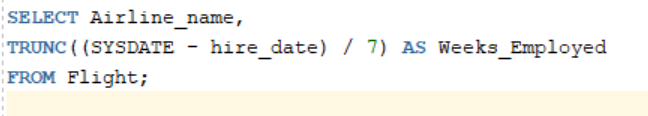 SELECT Airline_name,
TRUNC((SYSDATE - hire_date) / 7) AS Weeks_Employed
FROM Flight;